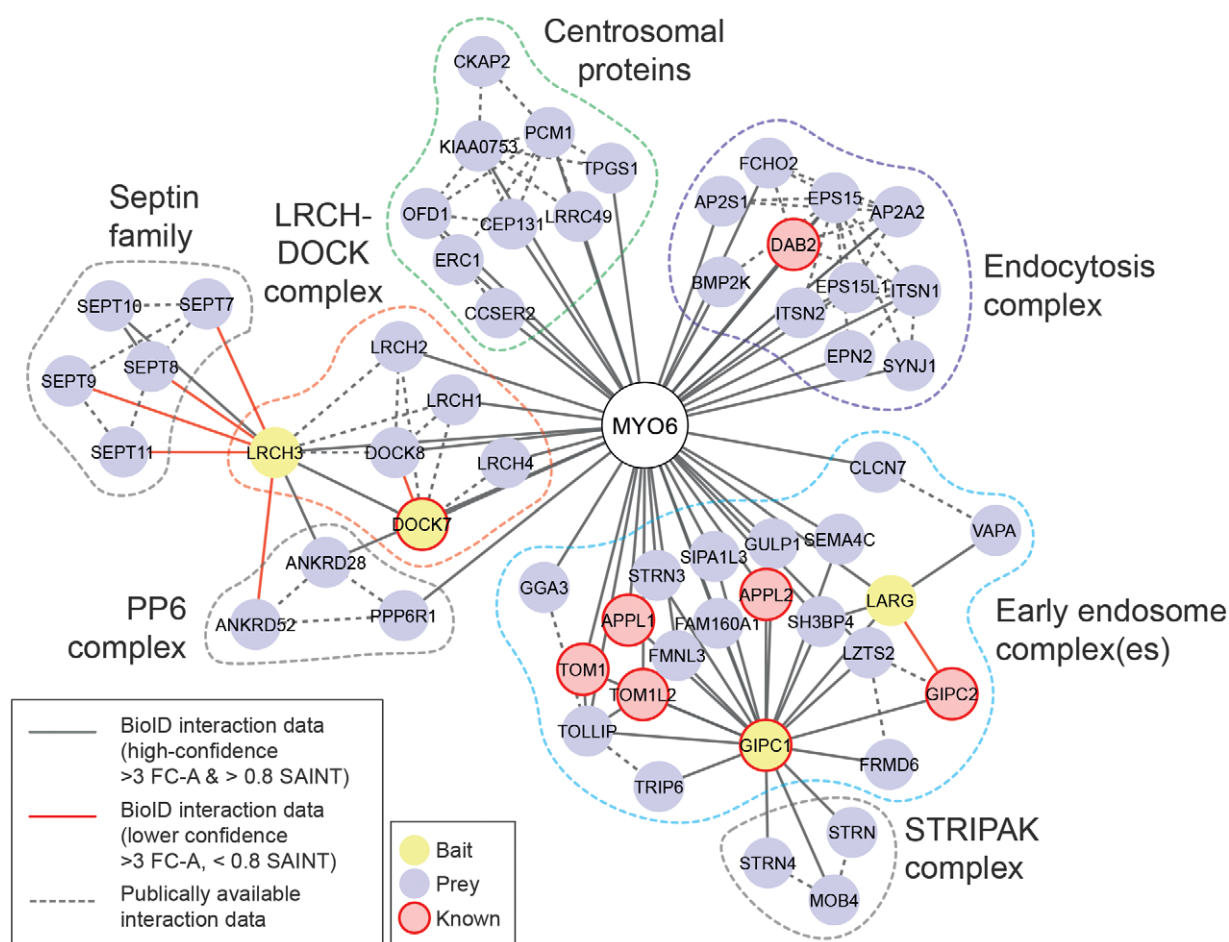 Centrosomal
proteins
CKAP2
KIAA0753
PCM1
TPGS1
OFD1
CEP131
LRRC49
ERC1
CCSER2
Septin
family
SEPT10
SEPT7
SEPT9
SEPT8
SEPT11
LRCH-
DOCK
complex
LRCH2
LRCH1
LRCH3
DOCK8
LRCH4
DOCK7
FCHO2
AP2S1
EPS15
AP2A2
DAB2
BMP2K
EPS15L1
ITSN1
ITSN2
EPN2
SYNJ1
Endocytosis
complex
MYO6
PP6
complex
ANKRD28
ANKRD52
PPP6R1
CLCN7
VAPA
GGA3
STRN3
SIPA1L3
GULP1
SEMA4C
APPL1
APPL2
LARG
FAM160A1
SH3BP4
FMNL3
LZTS2
TOM1
TOM1L2
GIPC2
TOLLIP
GIPC1
TRIP6
FRMD6
Early endosome
complex(es)
STRN
STRN4
MOB4
STRIPAK
complex
BioID interaction data
(high-confidence
>3 FC-A & > 0.8 SAINT)
BioID interaction data
(lower confidence
>3 FC-A, < 0.8 SAINT)
Publically available
interaction data
Bait
Prey
Known